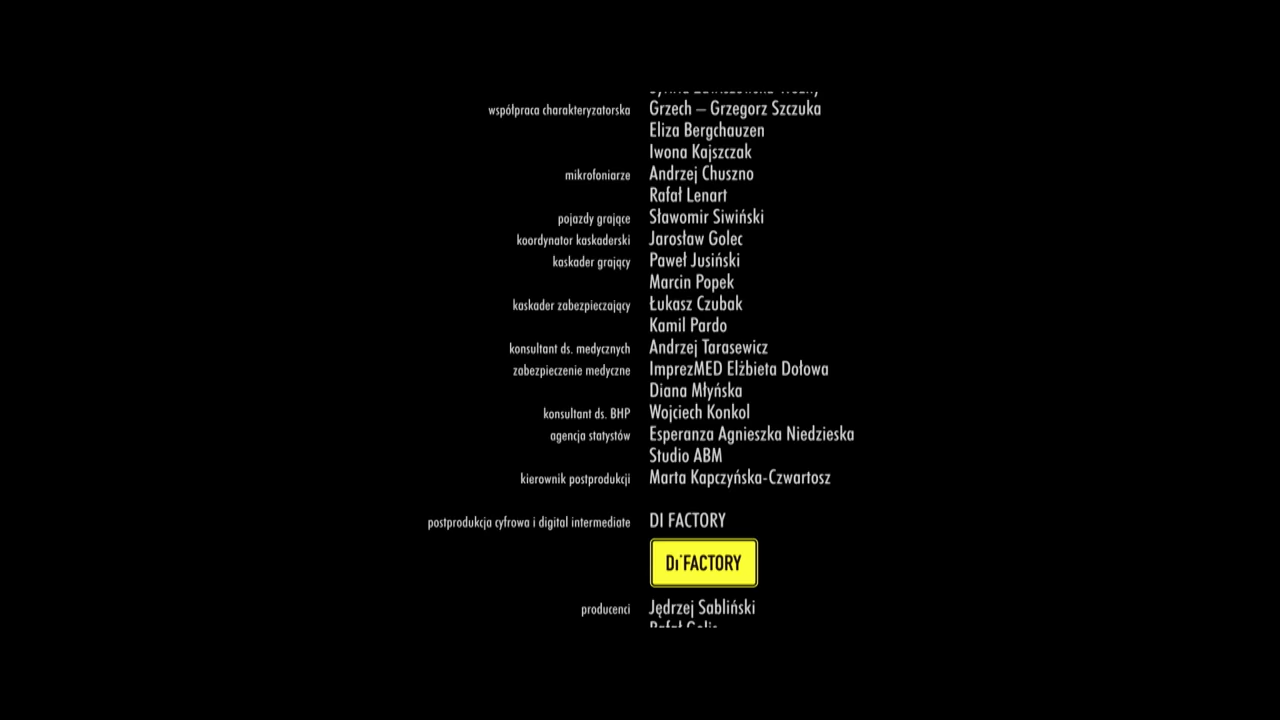 współpraca charakteryzatorska Grzech – Grzegorz Szczuka
Eliza Bergchauzen
Iwona Kajszczak
mikrofoniarze Andrzej Chuszno
Rafał Lenart
pojazdy grające Sławomir Siwiński
koordynator kaskaderski Jarosław Golec
kaskader grający Paweł Jusiński
Marcin Popek
kaskader zabezpieczający Łukasz Czubak
Kamil Pardo
konsultant ds. medycznych Andrzej Tarasewicz
zabezpieczenie medyczne ImprezMED Elżbieta Dołowa
Diana Młyńska
konsultant ds. BHP Wojciech Konkol
agencja statystów Esperanza Agnieszka Niedzieska
Studio ABM
kierownik postprodukcji Marta Kapczyńska-Czwartosz
postprodukcja cyfrowa i digital intermediate DI FACTORY
Di FACTORY
producenci Jędrzej Sabliński
Rafał